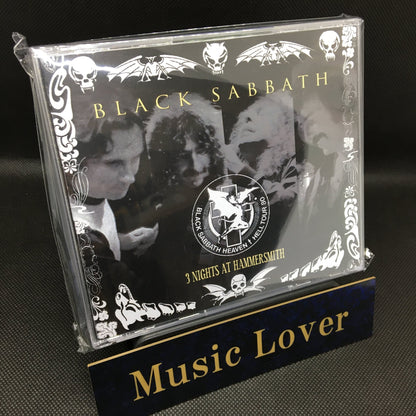 BLACK SABBATH
BLACK SABBATH HEAVEN & HELL TOUR 80
3 NIGHTS AT HAMMERSMITH
Music Lover